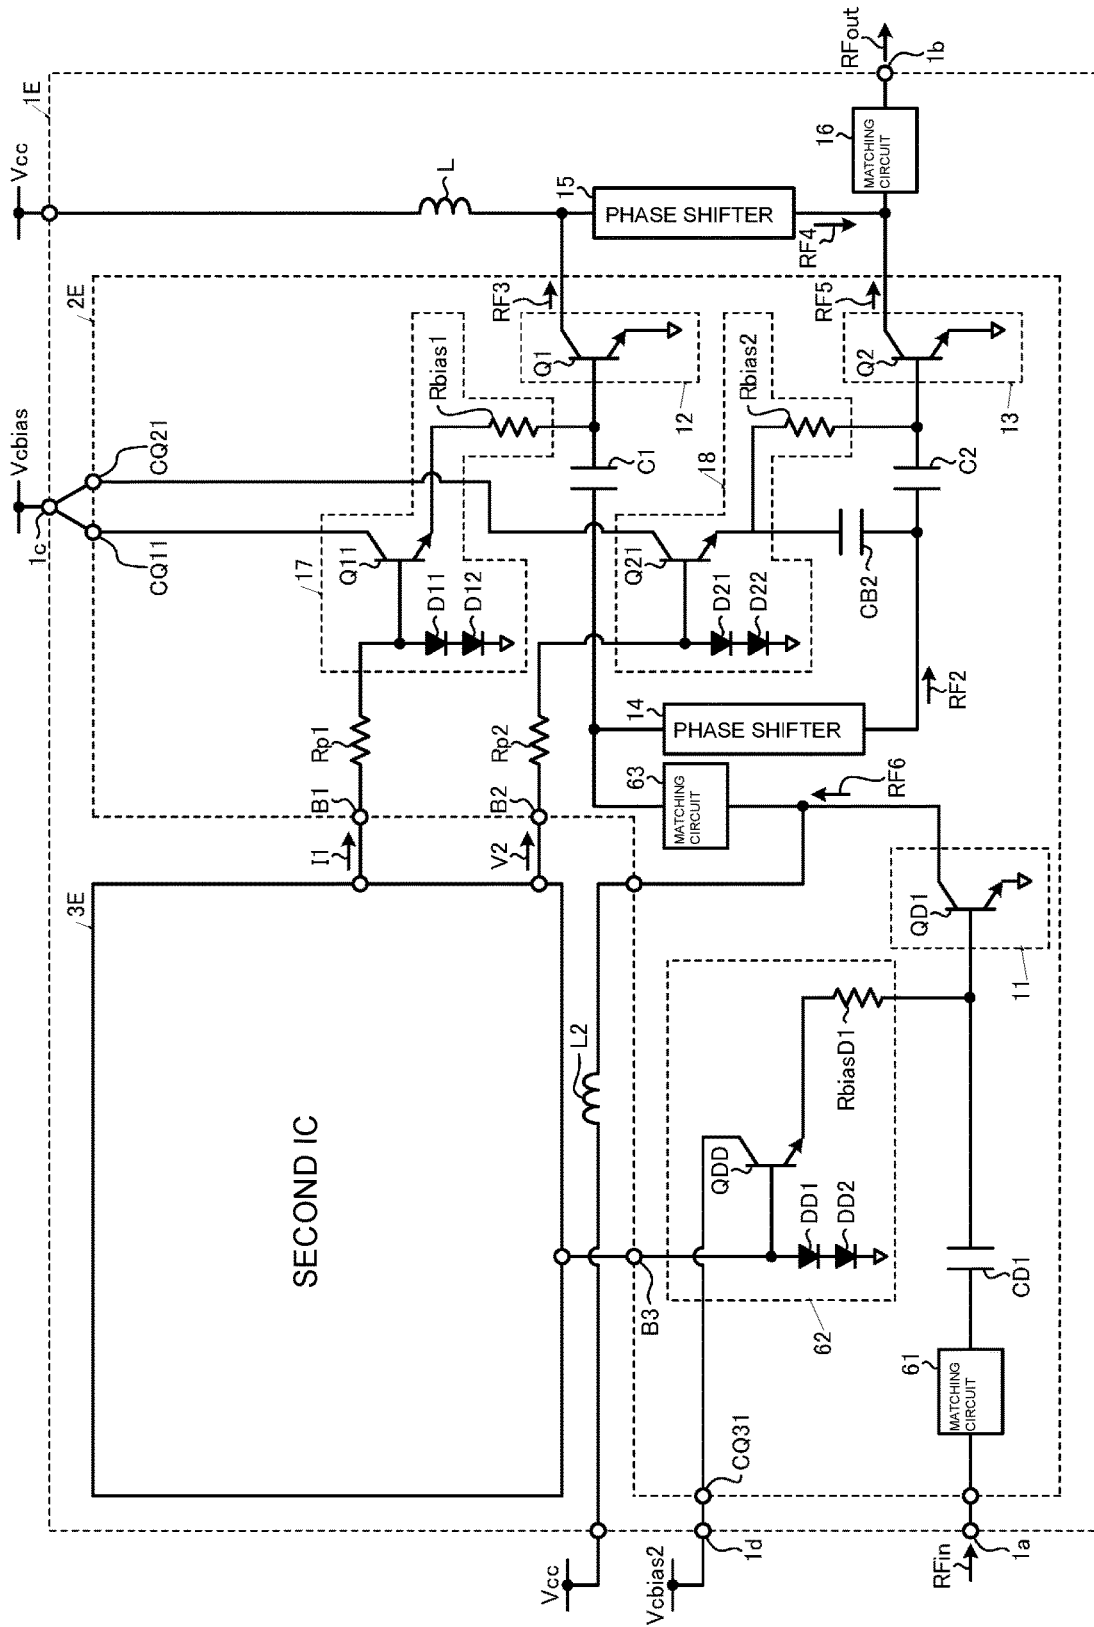 Vcc
1E
Vcbias
1c
2E
CQ21
CQ11
L
15
PHASE SHIFTER
RF4
16
MATCHING
CIRCUIT
RFout
1b
RF3
Q1
12
RF5
Q2
13
Rbias1
Rbias2
C1
18
C2
17
Q11
D11
D12
Q21
D21
D22
CB2
Rp1
Rp2
14
PHASE SHIFTER
RF2
B1
B2
I1
V2
63
MATCHING
CIRCUIT
RF6
3E
SECOND IC
L2
QD1
11
RbiasD1
QDD
DD1
DD2
B3
62
CD1
61
MATCHING
CIRCUIT
CQ31
1d
1a
Vcc
Vcbias2
RFin